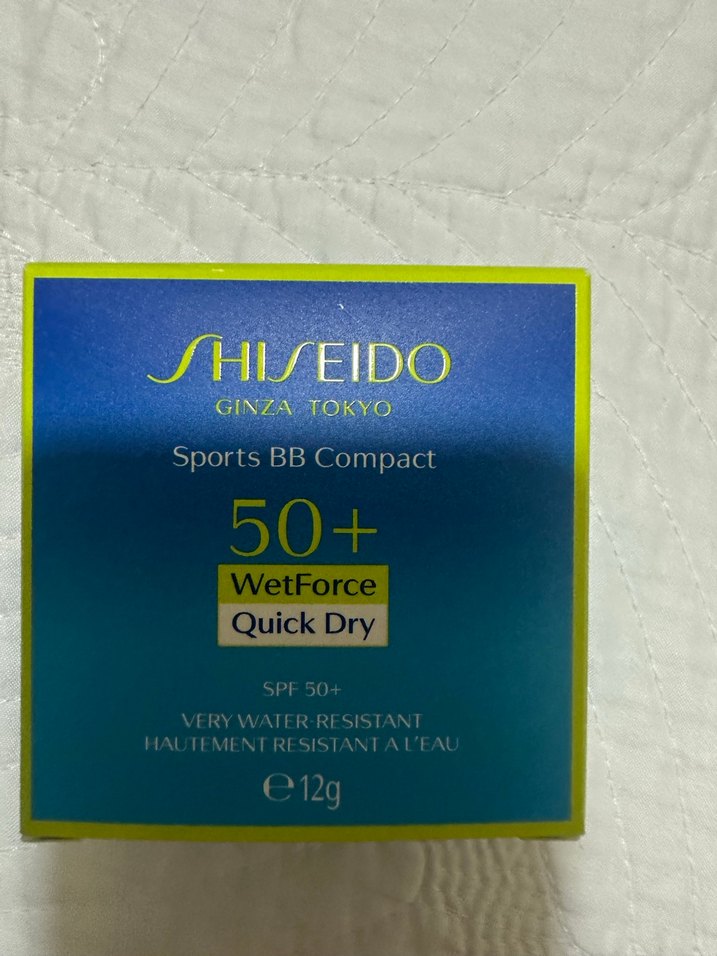 SHISEIDO
GINZA TOKYO
Sports BB Compact
50+
WetForce
Quick Dry
SPF 50+
VERY WATER-RESISTANT
HAUTEMENT RESISTANT A L'EAU
℮12g